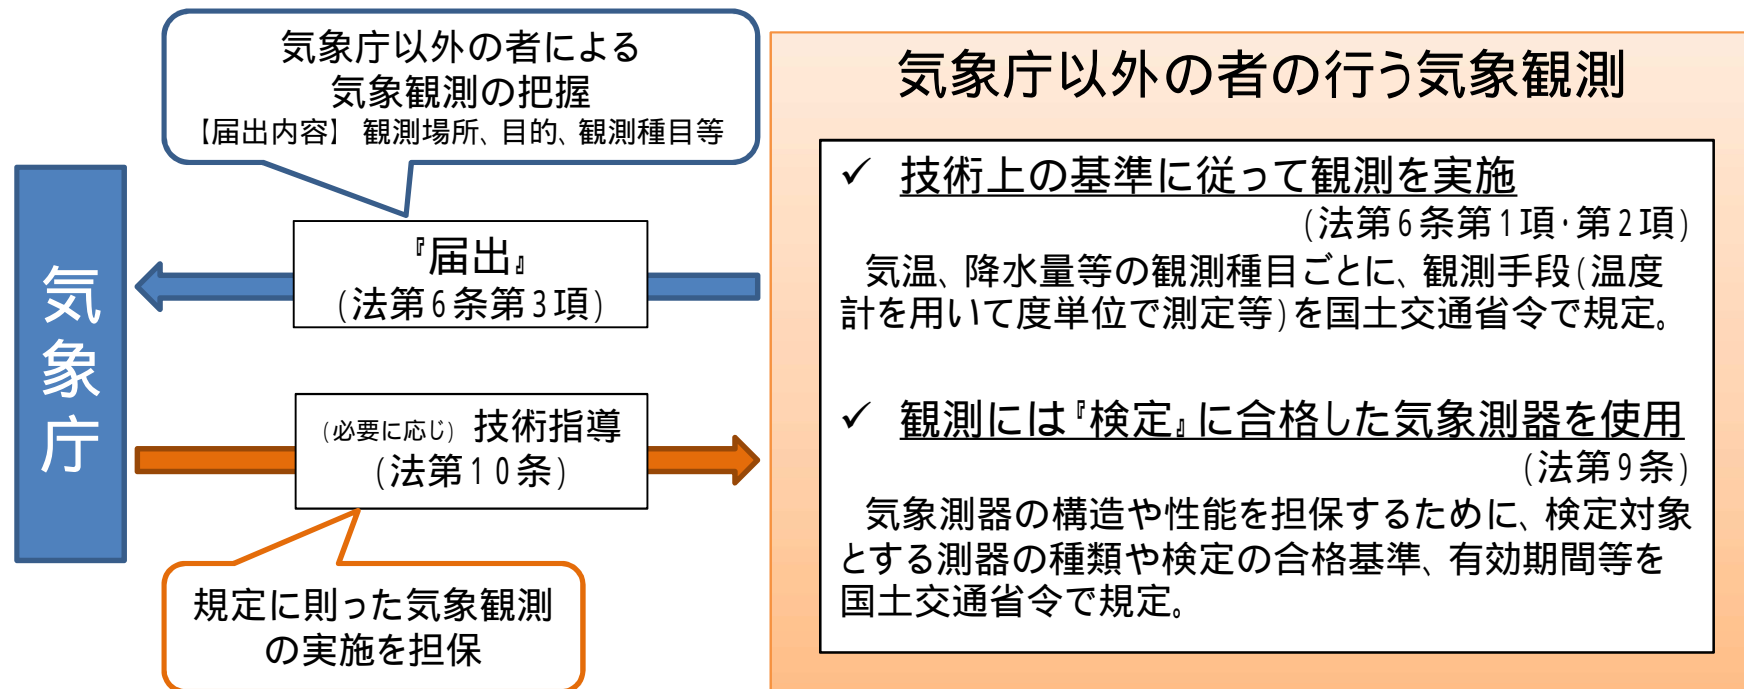 気象庁以外の者による
気象観測の把握
【届出内容】 観測場所、目的、観測種目等
気象庁
『届出』
(法第6条第3項)
(必要に応じ) 技術指導
(法第10条)
規定に則った気象観測
の実施を担保
気象庁以外の者の行う気象観測
✓ 技術上の基準に従って観測を実施
(法第6条第1項・第2項)
気温、降水量等の観測種目ごとに、観測手段(温度
計を用いて度単位で測定等)を国土交通省令で規定。
✓ 観測には『検定』に合格した気象測器を使用
(法第9条)
気象測器の構造や性能を担保するために、検定対象
とする測器の種類や検定の合格基準、有効期間等を
国土交通省令で規定。